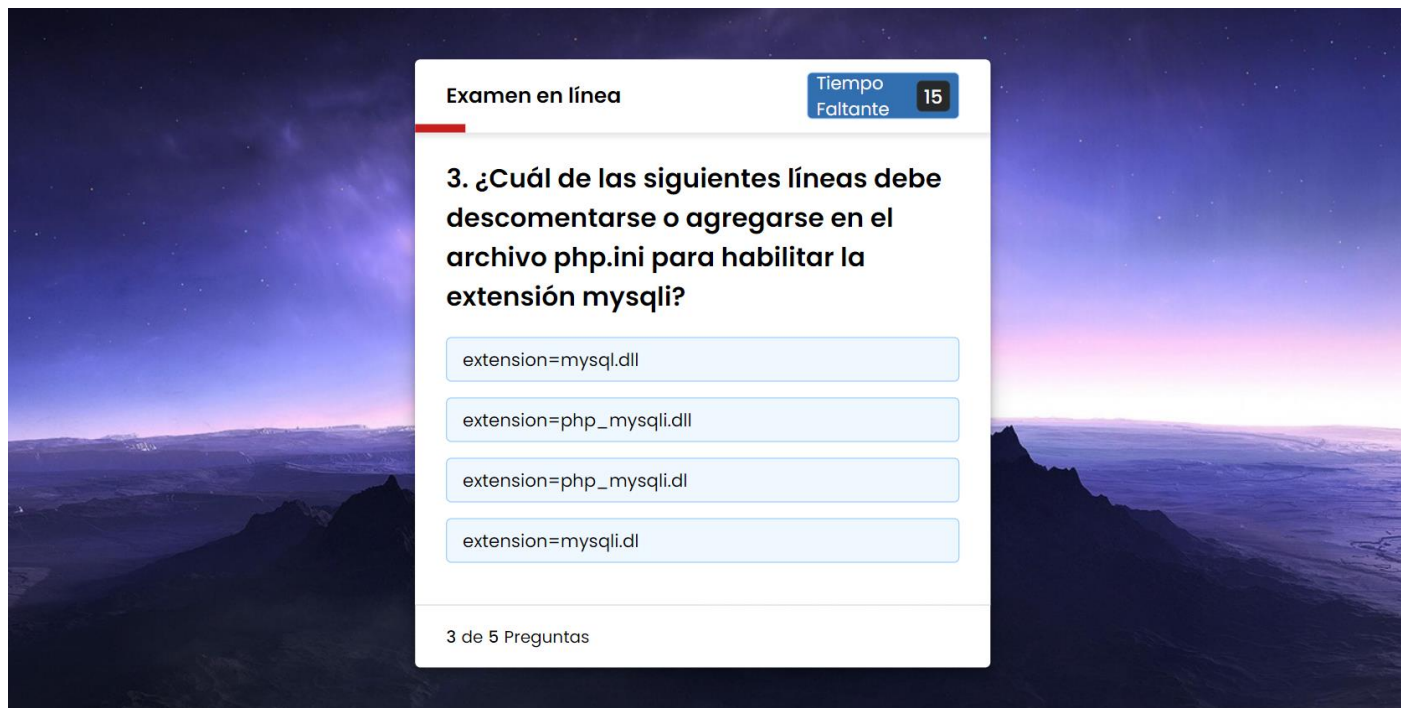 Examen en línea
Tiempo
Faltante
15
3. ¿Cuál de las siguientes líneas debe
descomentarse o agregarse en el
archivo php.ini para habilitar la
extensión mysqli?
extension=mysql.dll
extension=php_mysqli.dll
extension=php_mysqli.dl
extension=mysqli.dl
3 de 5 Preguntas